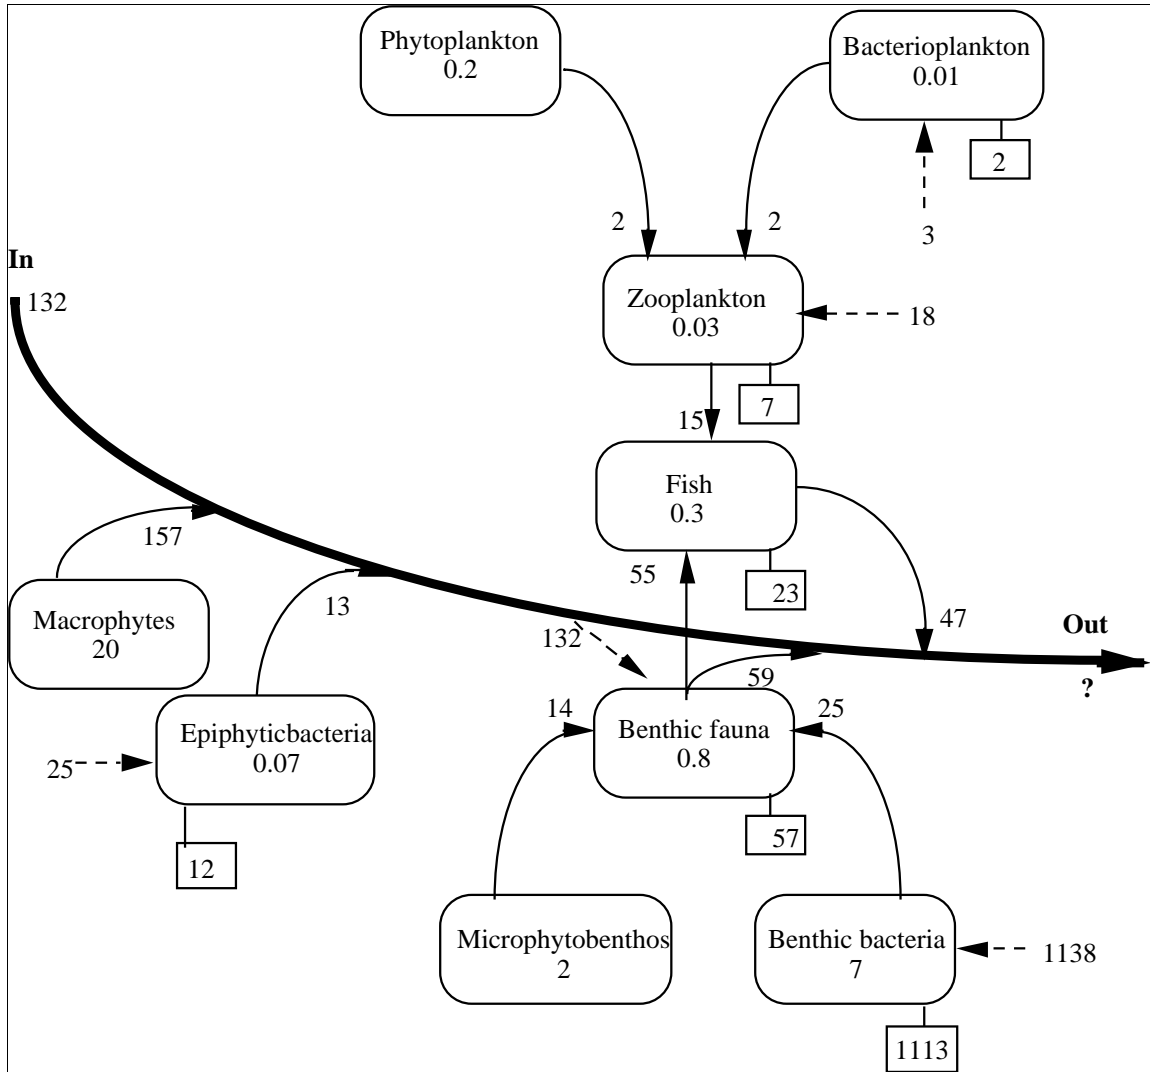 Phytoplankton
0.2
Bacterioplankton
0.01
2
3
2
2
In
132
Zooplankton
0.03
18
7
15
Fish
0.3
157
13
55
23
47
Macrophytes
20
132
Out
?
59
14
25
Epiphyticbacteria
0.07
25
Benthic fauna
0.8
57
12
Microphytobenthos
2
Benthic bacteria
7
1138
1113